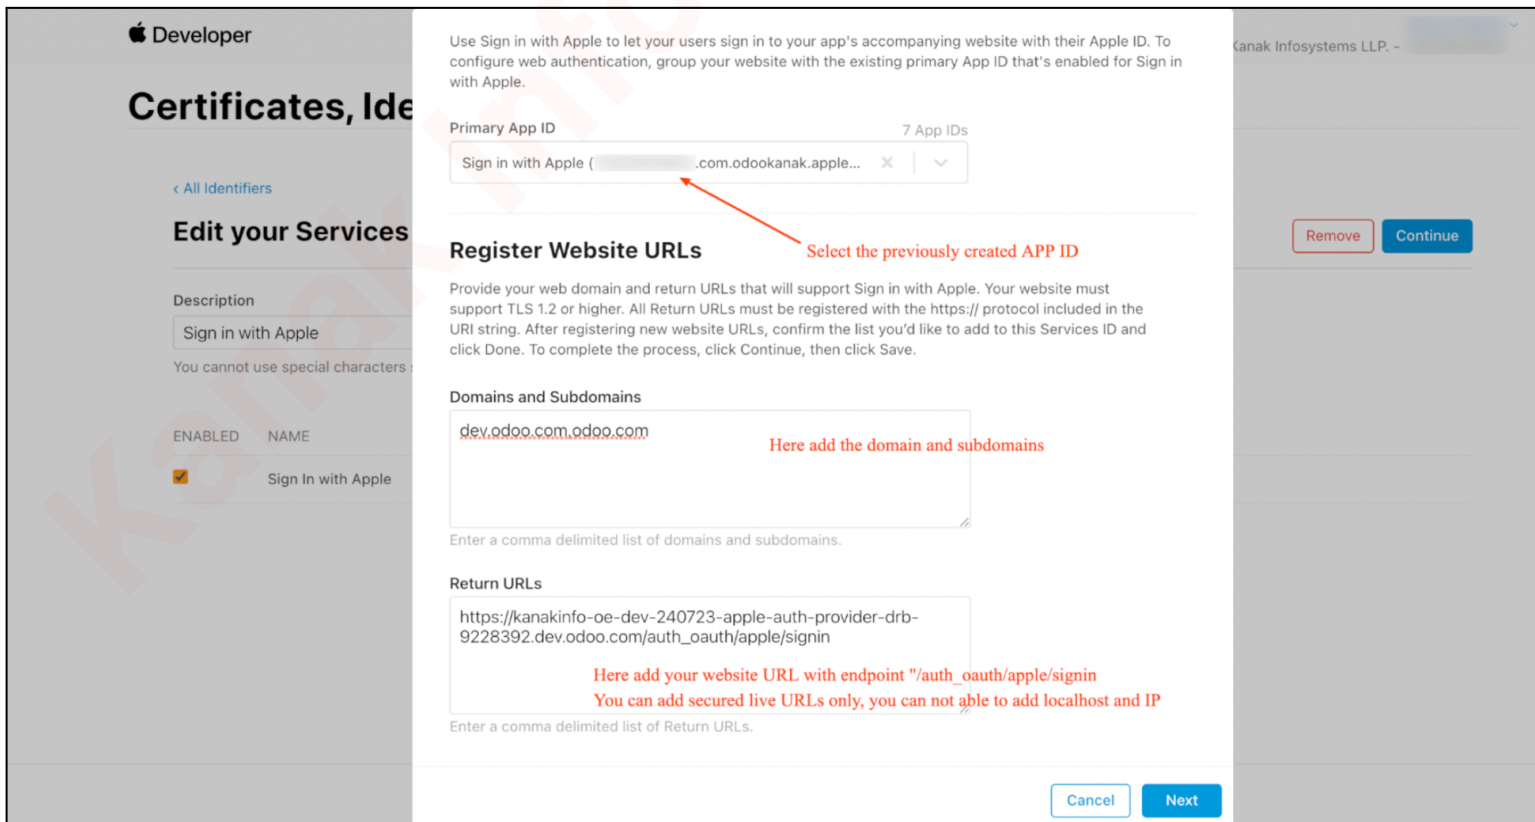 Developer
Kanak Infosystems LLP. -
Certificates, Ide
‹ All Identifiers
Edit your Services
Remove
Continue
Description
Sign in with Apple
You cannot use special characters
ENABLED NAME
Sign In with Apple
Use Sign in with Apple to let your users sign in to your app's accompanying website with their Apple ID. To
configure web authentication, group your website with the existing primary App ID that's enabled for Sign in
with Apple.
Primary App ID
7 App IDs
Sign in with Apple ( .com.odookanak.apple...
Select the previously created APP ID
Register Website URLs
Provide your web domain and return URLs that will support Sign in with Apple. Your website must
support TLS 1.2 or higher. All Return URLs must be registered with the https:// protocol included in the
URI string. After registering new website URLs, confirm the list you'd like to add to this Services ID and
click Done. To complete the process, click Continue, then click Save.
Domains and Subdomains
dev.odoo.com,odoo.com
Here add the domain and subdomains
Enter a comma delimited list of domains and subdomains.
Return URLs
https://kanakinfo-oe-dev-240723-apple-auth-provider-drb-
9228392.dev.odoo.com/auth_oauth/apple/signin
Here add your website URL with endpoint "/auth_oauth/apple/signin
You can add secured live URLs only, you can not able to add localhost and IP
Enter a comma delimited list of Return URLs.
Cancel
Next
Kanak Info